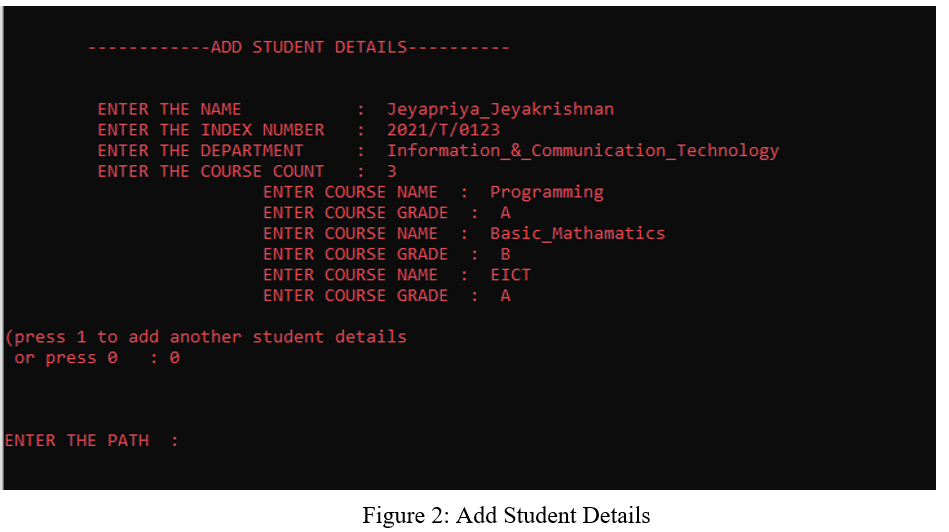 ------------ADD STUDENT DETAILS----------
ENTER THE NAME : Jeyapriya_Jeyakrishnan
ENTER THE INDEX NUMBER : 2021/T/0123
ENTER THE DEPARTMENT : Information_&_Communication_Technology
ENTER THE COURSE COUNT : 3
ENTER COURSE NAME : Programming
ENTER COURSE GRADE : A
ENTER COURSE NAME : Basic_Mathamatics
ENTER COURSE GRADE : B
ENTER COURSE NAME : EICT
ENTER COURSE GRADE : A
(press 1 to add another student details
or press 0 : 0
ENTER THE PATH :
Figure 2: Add Student Details